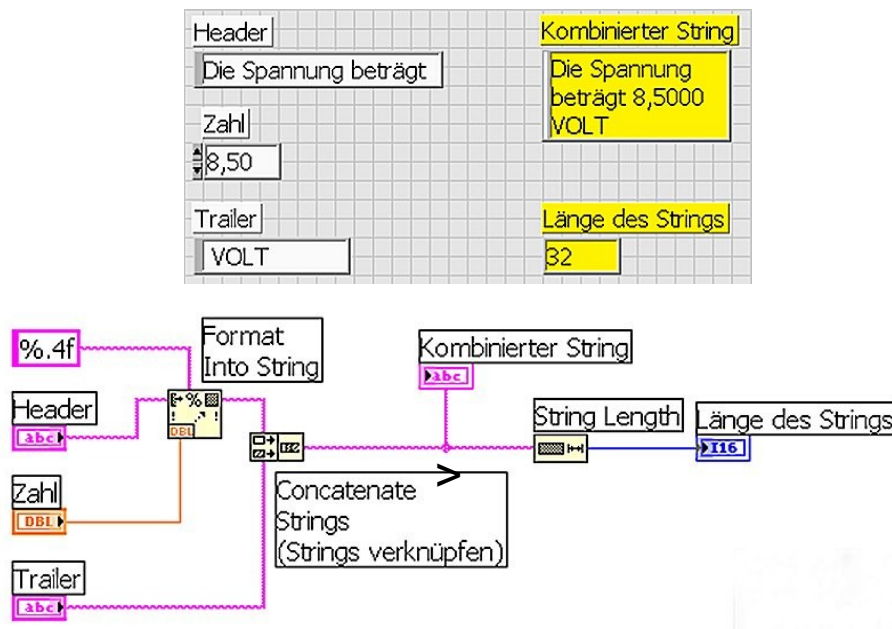 Header
Die Spannung beträgt
Zahl
8,50
Trailer
VOLT
Kombinierter String
Die Spannung
beträgt 8,5000
VOLT
Länge des Strings
32
%.4f
Format
Into String
Header
abc
Zahl
DBL
Trailer
abc
%
DBL
Concatenate
Strings
(Strings verknüpfen)
>
Kombinierter String
abc
String Length
Länge des Strings
I16